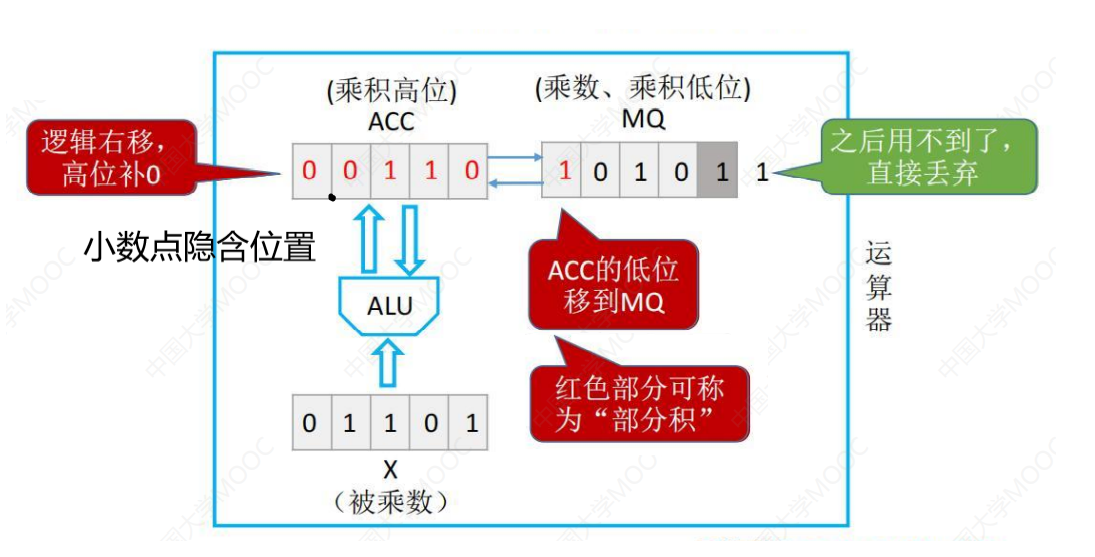 (乘积高位)
ACC
(乘数、乘积低位)
MQ
逻辑右移，
高位补0
0 0 1 1 0
1 0 1 0 1 1
之后用不到了，
直接丢弃
小数点隐含位置
ACC的低位
移到MQ
ALU
运
算
器
红色部分可称
为“部分积”
0 1 1 0 1
X
（被乘数）
中国大学MOOC